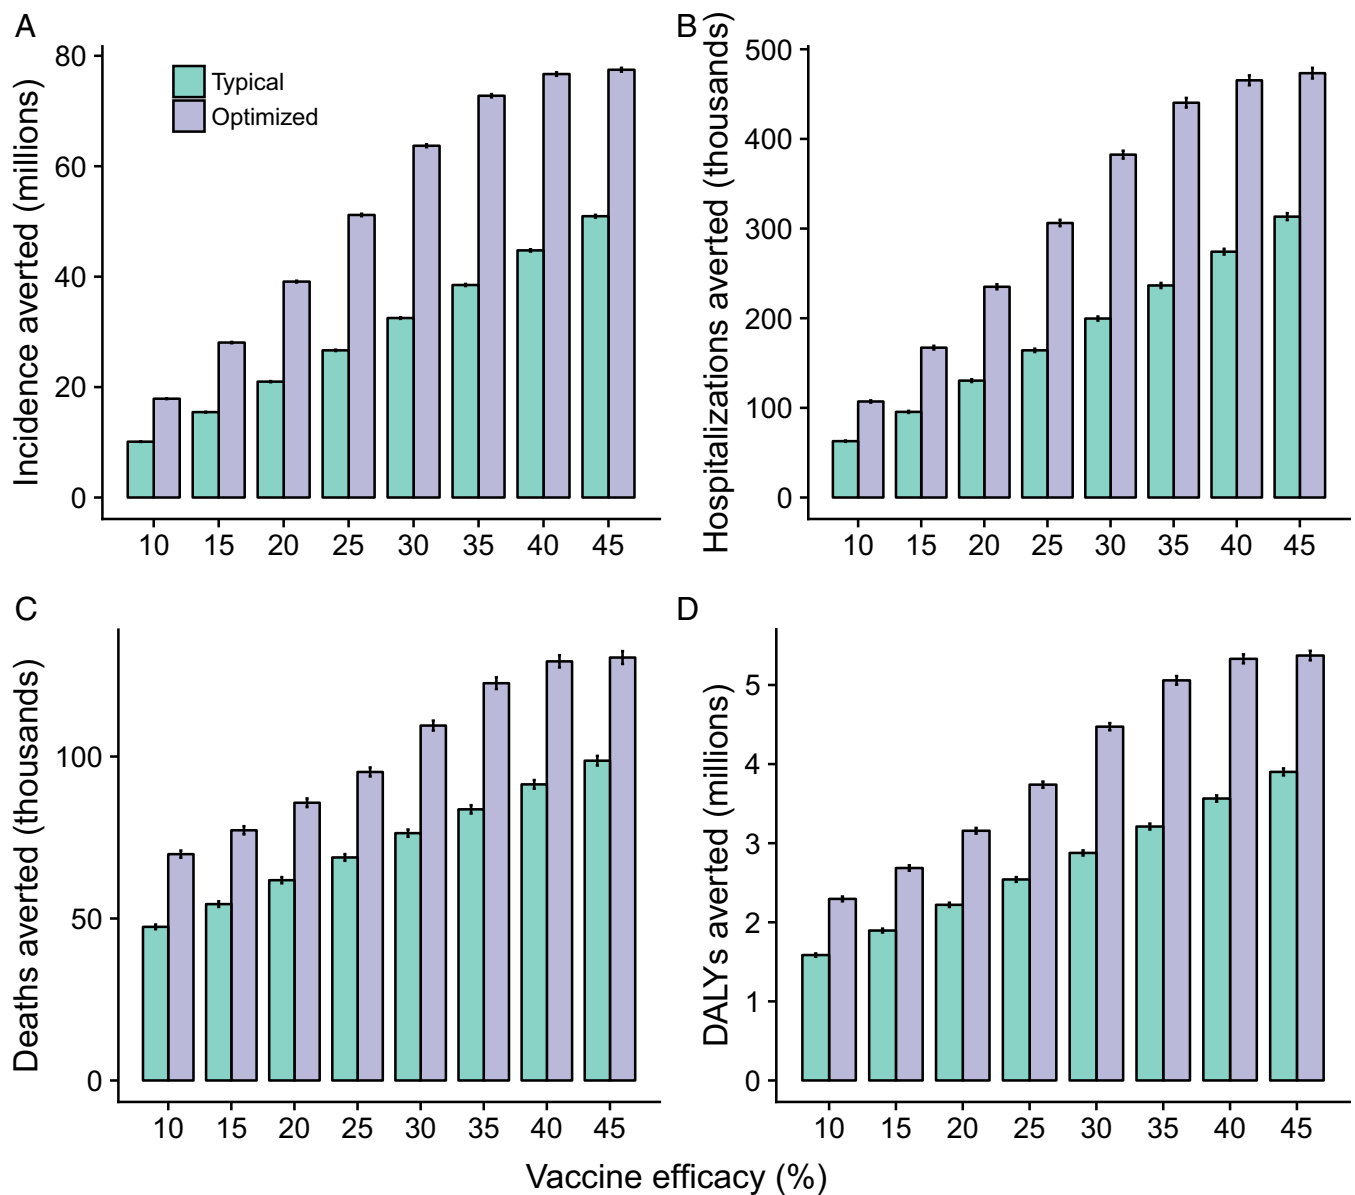 A
Incidence averted (millions)
80
60
40
20
0
Typical
Optimized
10 15 20 25 30 35 40 45
B
Hospitalizations averted (thousands)
500
400
300
200
100
0
10 15 20 25 30 35 40 45
C
Deaths averted (thousands)
100
50
0
10 15 20 25 30 35 40 45
D
DALYs averted (millions)
5
4
3
2
1
0
10 15 20 25 30 35 40 45
Vaccine efficacy (%)